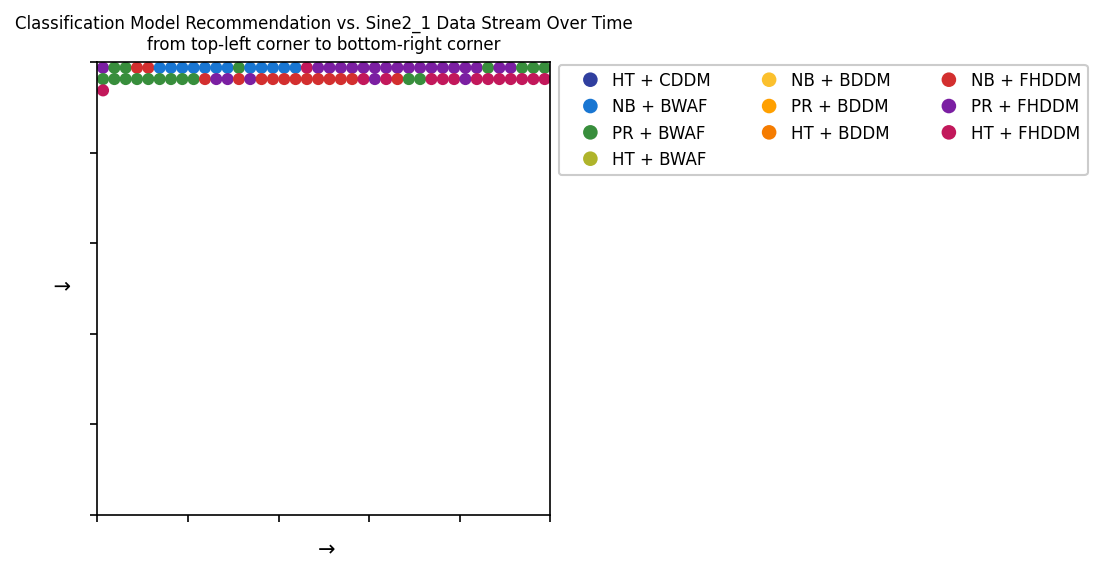 Classification Model Recommendation vs. Sine2_1 Data Stream Over Time
from top-left corner to bottom-right corner
HT + CDDM
NB + BWAF
PR + BWAF
HT + BWAF
NB + BDDM
PR + BDDM
HT + BDDM
NB + FHDDM
PR + FHDDM
HT + FHDDM
→
→